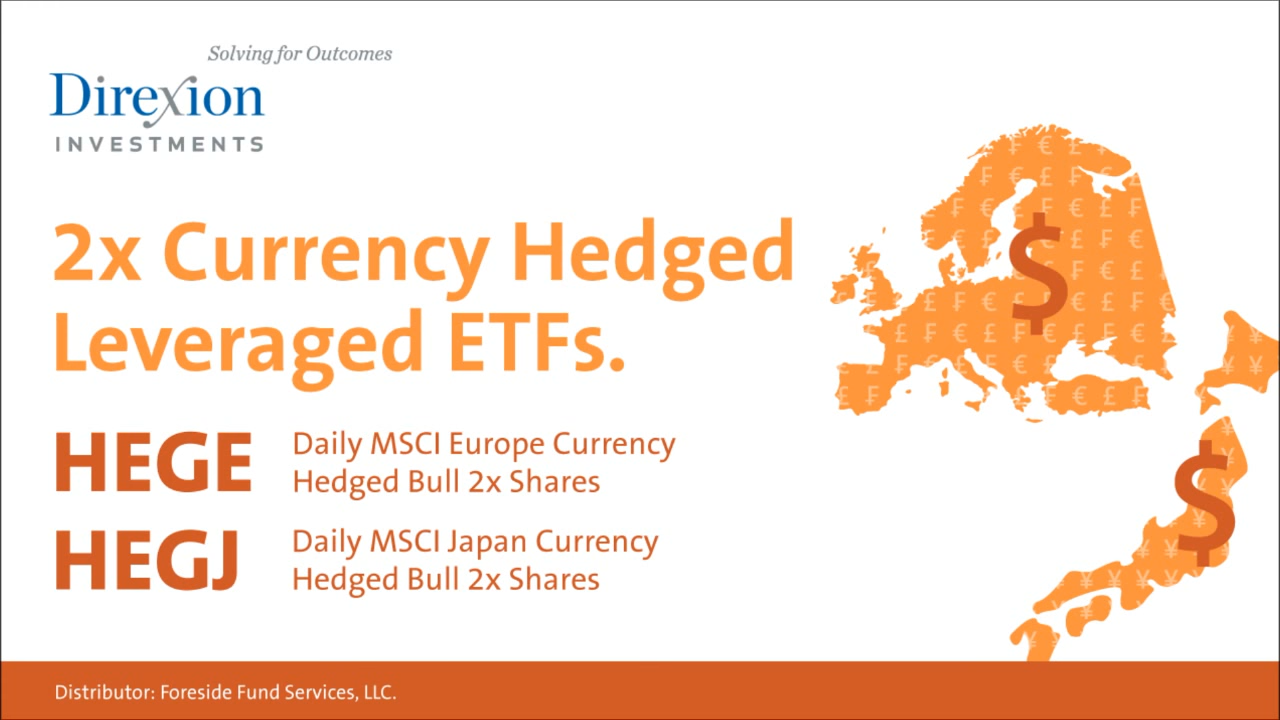 Solving for Outcomes
Direxion
INVESTMENTS
2x Currency Hedged
Leveraged ETFs.
HEGE
Daily MSCI Europe Currency
Hedged Bull 2x Shares
HEGJ
Daily MSCI Japan Currency
Hedged Bull 2x Shares
$
$
Distributor: Foreside Fund Services, LLC.